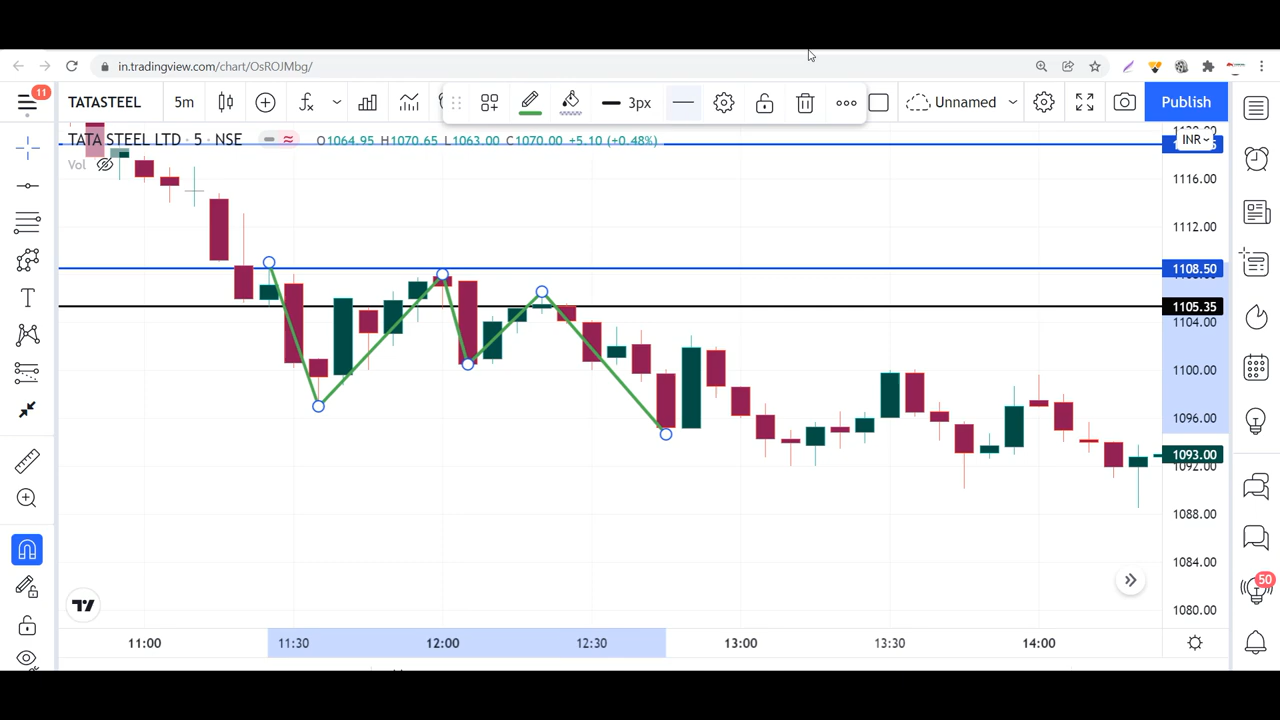 in.tradingview.com/chart/OsROJMbg/
11
TATASTEEL 5m 3px Unnamed Publish
TATA STEEL LTD · 5 · NSE O1064.95 H1070.65 L1063.00 C1070.00 +5.10 (+0.48%)
INR
Vol
1116.00
1112.00
1108.50
1105.35
1104.00
1100.00
1096.00
1093.00
1092.00
1088.00
1084.00
50
1080.00
11:00 11:30 12:00 12:30 13:00 13:30 14:00